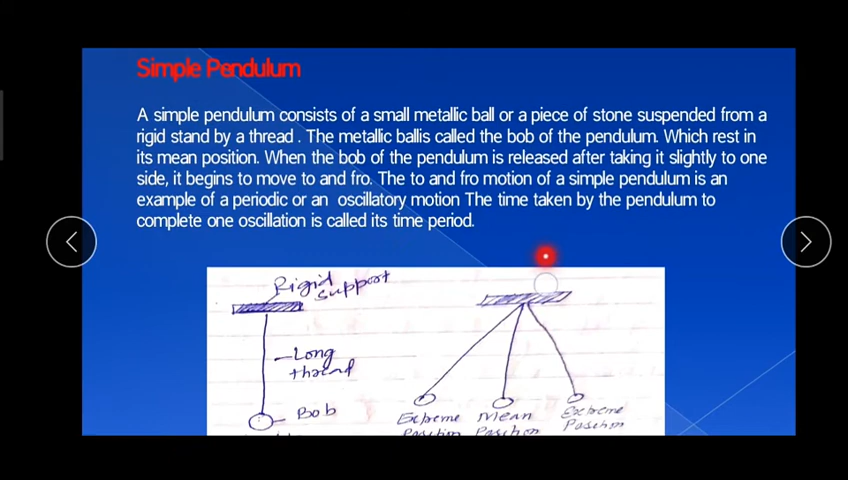 Simple Pendulum
A simple pendulum consists of a small metallic ball or a piece of stone suspended from a
rigid stand by a thread . The metallic ballis called the bob of the pendulum. Which rest in
its mean position. When the bob of the pendulum is released after taking it slightly to one
side, it begins to move to and fro. The to and fro motion of a simple pendulum is an
example of a periodic or an oscillatory motion The time taken by the pendulum to
complete one oscillation is called its time period.
Rigid
support
Long
thread
Bob
Extreme Mean Extreme
Position Position Position